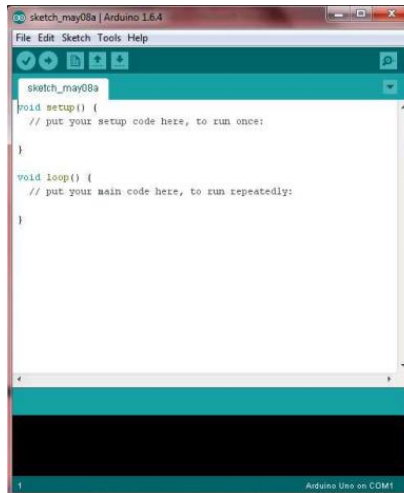 sketch_may08a | Arduino 1.6.4
File Edit Sketch Tools Help
sketch_may08a
void setup() {
  // put your setup code here, to run once:
}
void loop() {
  // put your main code here, to run repeatedly:
}
1
Arduino Uno on COM1